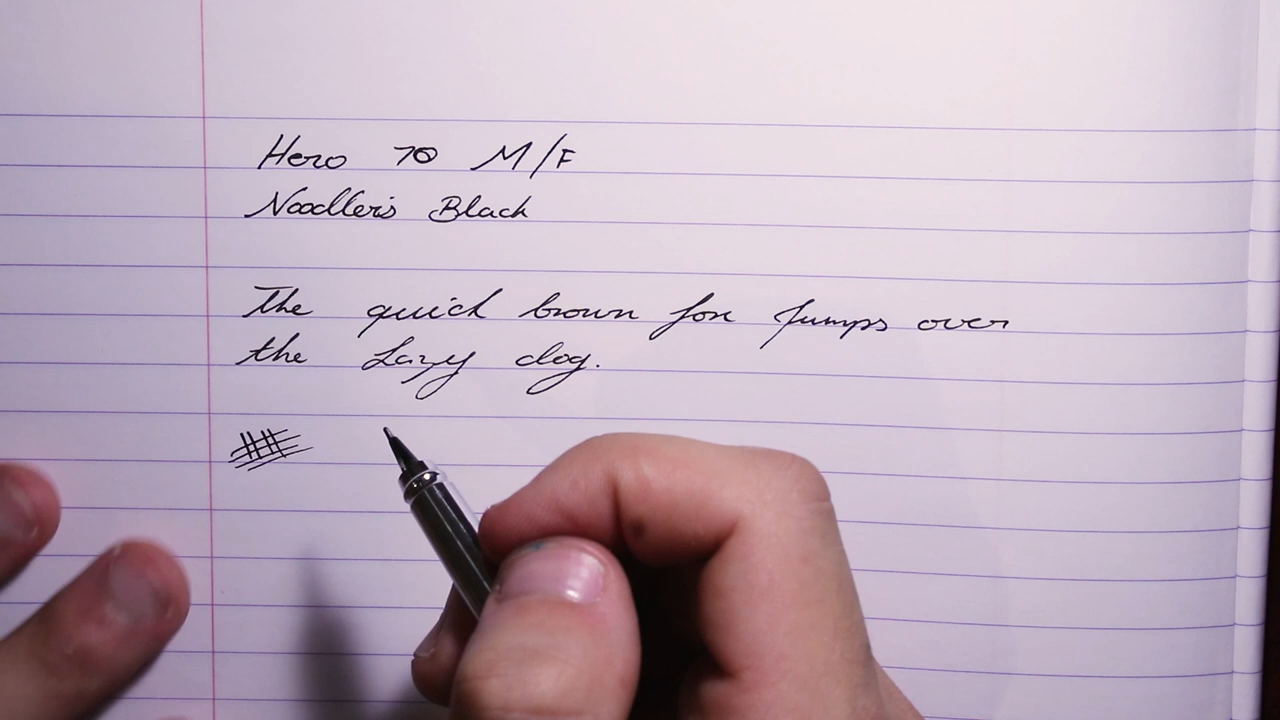 Hero 70 M/F
Noodler's Black
The quick brown fox jumps over
the Lazy dog.